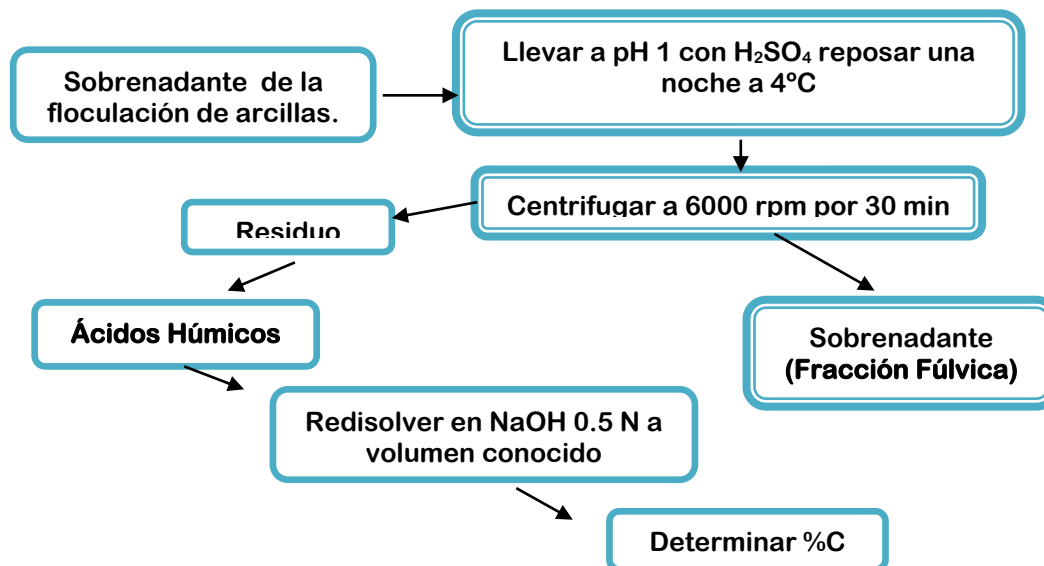 Sobrenadante de la
floculación de arcillas.
Llevar a pH 1 con H₂SO₄ reposar una
noche a 4ºC
Centrifugar a 6000 rpm por 30 min
Residuo
Ácidos Húmicos
Sobrenadante
(Fracción Fúlvica)
Redisolver en NaOH 0.5 N a
volumen conocido
Determinar %C